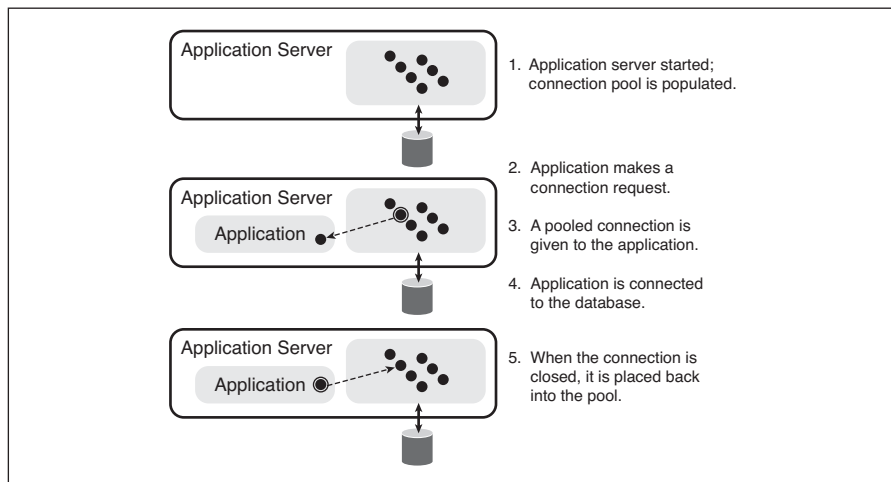 Application Server
1. Application server started;
connection pool is populated.
Application Server
Application
2. Application makes a
connection request.
3. A pooled connection is
given to the application.
4. Application is connected
to the database.
Application Server
Application
5. When the connection is
closed, it is placed back
into the pool.